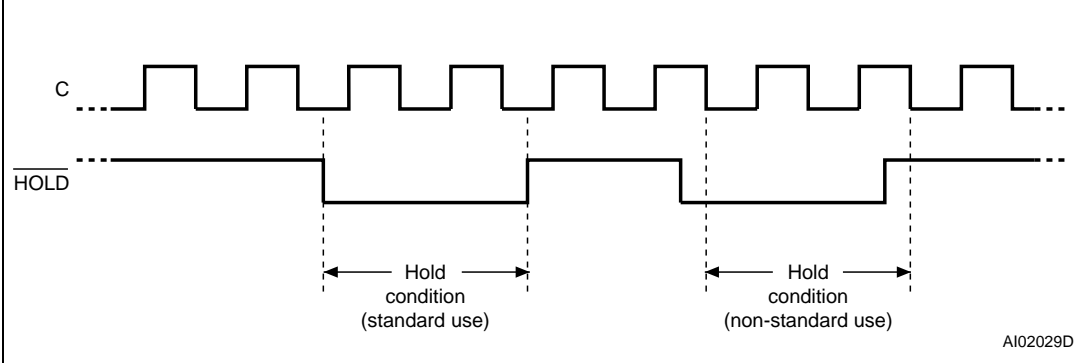 C
HOLD
Hold
condition
(standard use)
Hold
condition
(non-standard use)
AI02029D